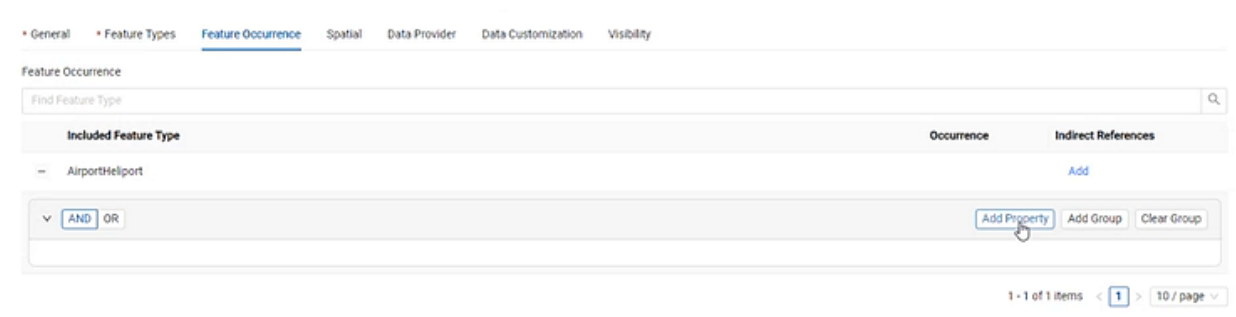 * General * Feature Types Feature Occurrence Spatial Data Provider Data Customization Visibility
Feature Occurrence
Find Feature Type
Included Feature Type Occurrence Indirect References
AirportHeliport Add
AND OR Add Property Add Group Clear Group
1 - 1 of 1 items < 1 > 10 / page